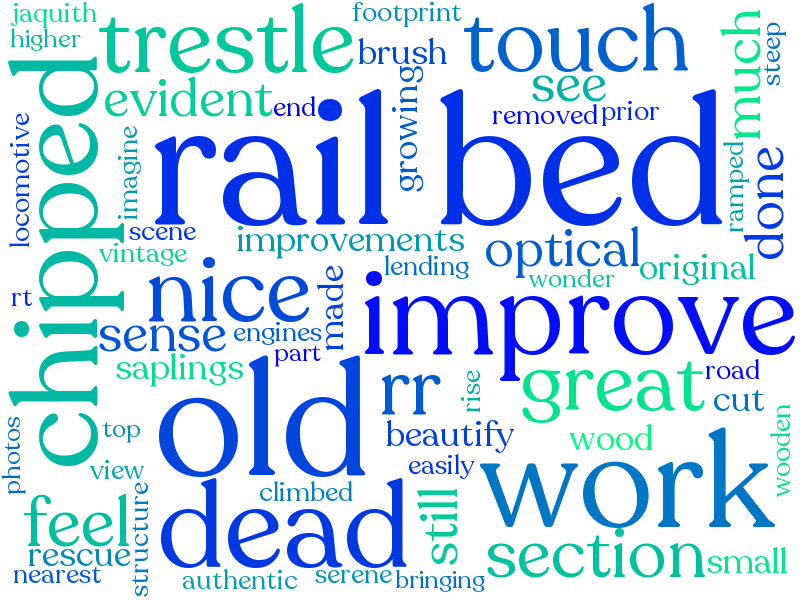 jaquith
footprint
higher
trestle
touch
brush
much
steep
chipped
evident
end
growing
see
removed
prior
rail bed
locomotive
imagine
ramped
done
scene
vintage
improvements
optical
lending
original
wonder
rt
nice
made
improve
sense
engines
part
saplings
old
rr
rise
great
road
cut
photos
top
beautify
wood
wooden
view
easily
work
climbed
feel
structure
dead
still
rescue
section
small
nearest
authentic
serene
bringing